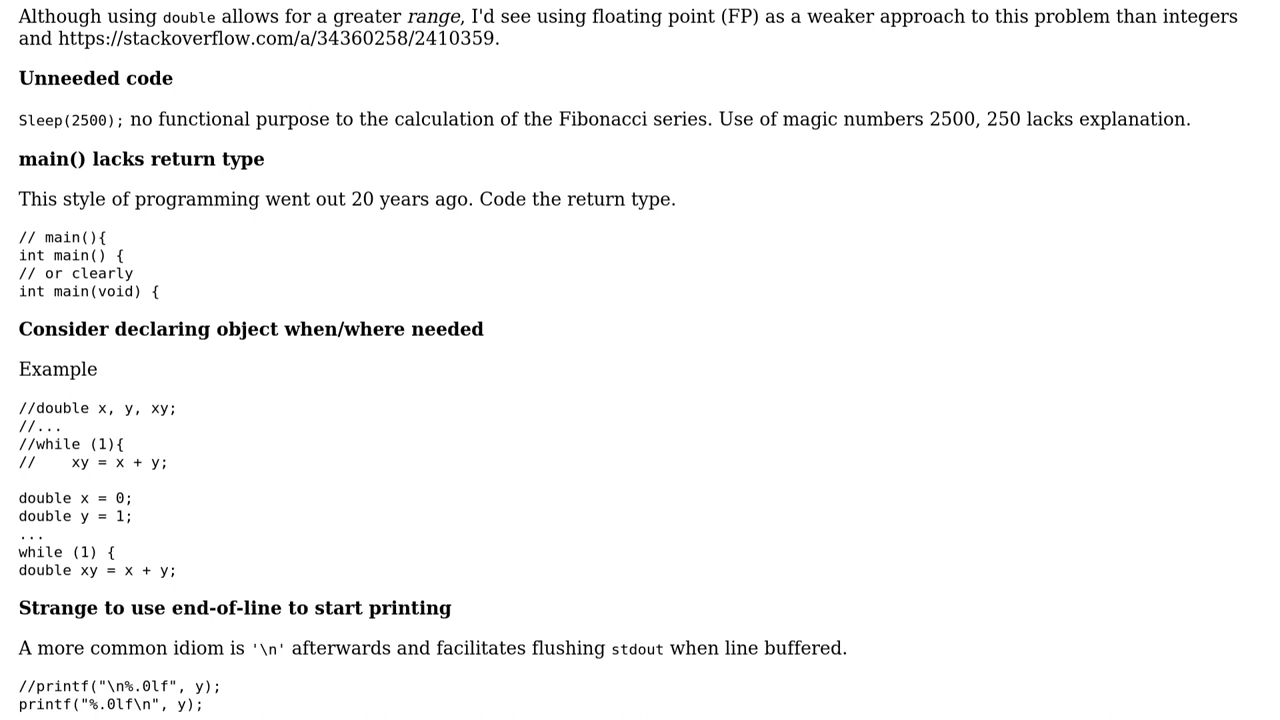 Although using double allows for a greater range, I'd see using floating point (FP) as a weaker approach to this problem than integers
and https://stackoverflow.com/a/34360258/2410359.
Unneeded code
Sleep(2500); no functional purpose to the calculation of the Fibonacci series. Use of magic numbers 2500, 250 lacks explanation.
main() lacks return type
This style of programming went out 20 years ago. Code the return type.
// main(){
int main() {
// or clearly
int main(void) {
Consider declaring object when/where needed
Example
//double x, y, xy;
//...
//while (1){
//    xy = x + y;
double x = 0;
double y = 1;
...
while (1) {
double xy = x + y;
Strange to use end-of-line to start printing
A more common idiom is '\n' afterwards and facilitates flushing stdout when line buffered.
//printf("\n%.0lf", y);
printf("%.0lf\n", y);